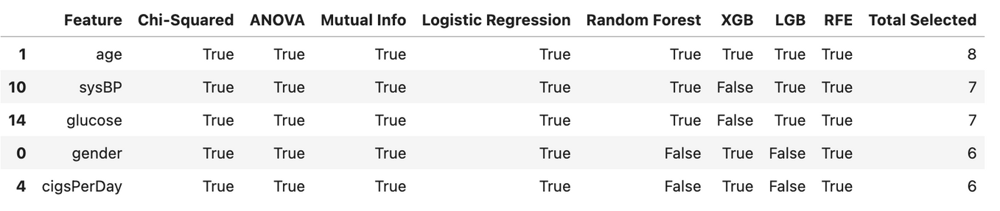 Feature Chi-Squared ANOVA Mutual Info Logistic Regression Random Forest XGB LGB RFE Total Selected
1 age True True True True True True True True 8
10 sysBP True True True True True False True True 7
14 glucose True True True True True False True True 7
0 gender True True True True False True False True 6
4 cigsPerDay True True True True False True False True 6